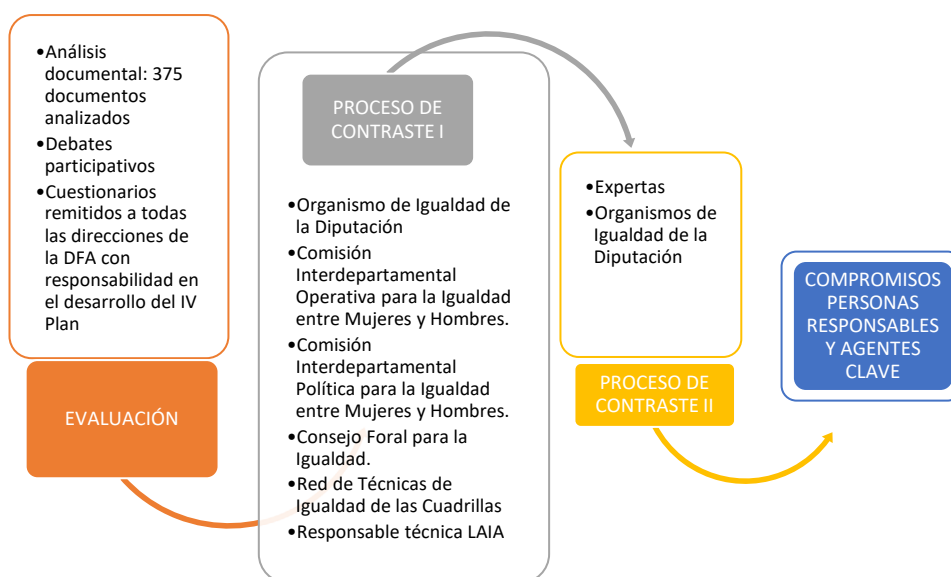 •Análisis
documental: 375
documentos
analizados
•Debates
participativos
•Cuestionarios
remitidos a todas
las direcciones de
la DFA con
responsabilidad en
el desarrollo del IV
Plan
EVALUACIÓN
PROCESO DE
CONTRASTE I
•Organismo de Igualdad de
la Diputación
•Comisión
Interdepartamental
Operativa para la Igualdad
entre Mujeres y Hombres.
•Comisión
Interdepartamental
Política para la Igualdad
entre Mujeres y Hombres.
•Consejo Foral para la
Igualdad.
•Red de Técnicas de
Igualdad de las Cuadrillas
•Responsable técnica LAIA
•Expertas
•Organismos de
Igualdad de la
Diputación
PROCESO DE
CONTRASTE II
COMPROMISOS
PERSONAS
RESPONSABLES
Y AGENTES
CLAVE